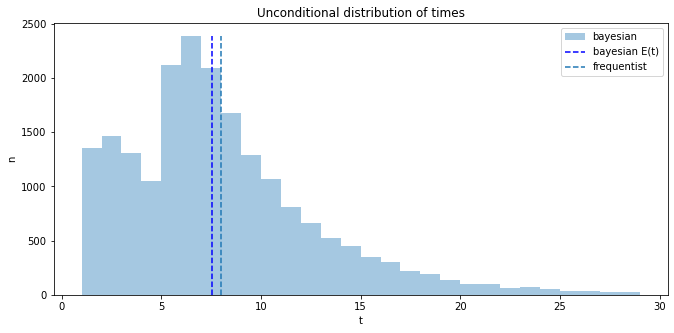 Unconditional distribution of times
2500
2000
1500
1000
500
0
n
bayesian
bayesian E(t)
frequentist
0 5 10 15 20 25 30
t